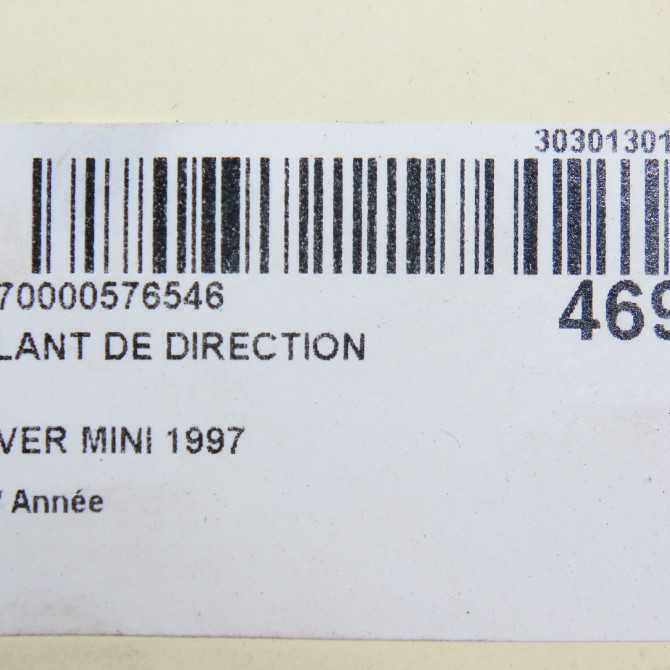 30301301
70000576546
469
LANT DE DIRECTION
VER MINI 1997
/ Année